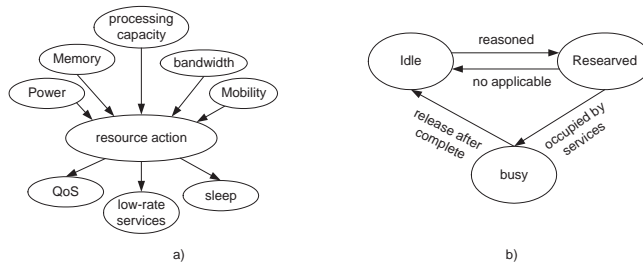 processing
capacity
Memory
bandwidth
Power
Mobility
resource action
QoS
low-rate
services
sleep
a)
Idle
reasoned
Researved
no applicable
release after
complete
occupied by
services
busy
b)